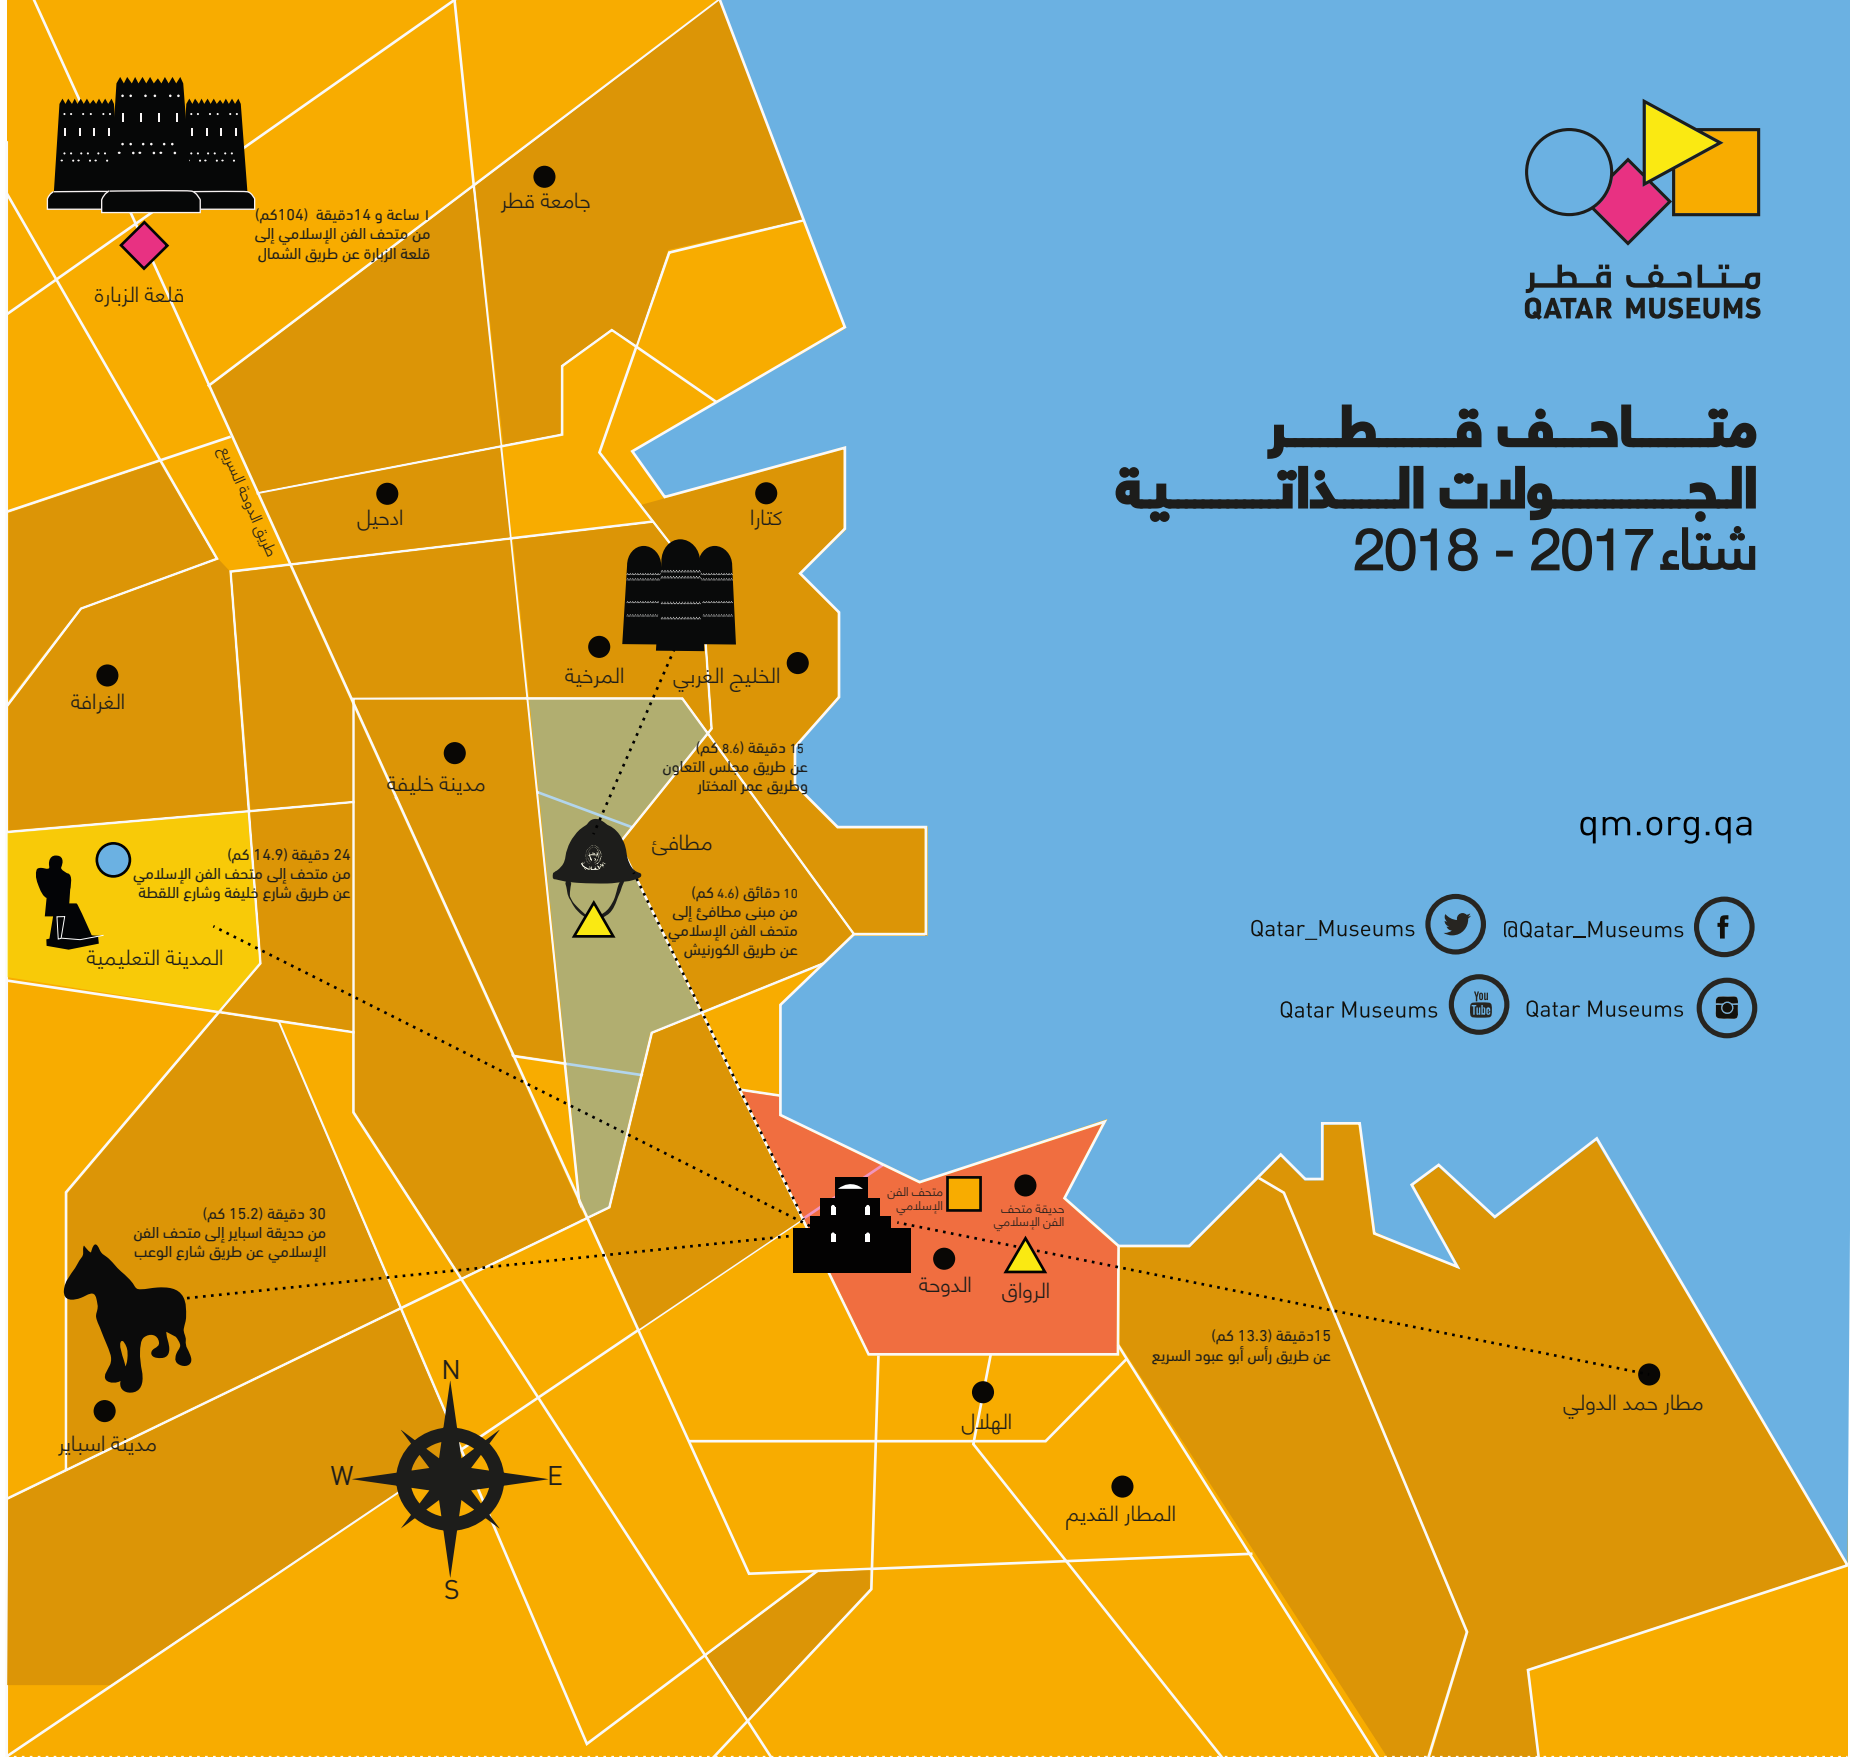 متاحف قطر
QATAR MUSEUMS
متاحف قطر
الجولات الذاتية
شتاء 2017 - 2018
qm.org.qa
@Qatar_Museums
Qatar_Museums
Qatar Museums
You Tube
Qatar Museums
جامعة قطر
١ ساعة و 14دقيقة (104كم)
من متحف الفن الإسلامي إلى
قلعة الزبارة عن طريق الشمال
قلعة الزبارة
طريق الدوحة السريع
ادحيل
كتارا
المرخية
الخليج الغربي
الغرافة
مدينة خليفة
15 دقيقة (8.6 كم)
عن طريق مجلس التعاون
وطريق عمر المختار
مطافئ
24 دقيقة (14.9 كم)
من متحف إلى متحف الفن الإسلامي
عن طريق شارع خليفة وشارع اللقطة
المدينة التعليمية
10 دقائق (4.6 كم)
من مبنى مطافئ إلى
متحف الفن الإسلامي
عن طريق الكورنيش
متحف الفن
الإسلامي
حديقة متحف
الفن الإسلامي
الدوحة
الرواق
30 دقيقة (15.2 كم)
من حديقة اسباير إلى متحف الفن
الإسلامي عن طريق شارع الوعب
مدينة اسباير
15دقيقة (13.3 كم)
عن طريق رأس أبو عبود السريع
مطار حمد الدولي
الهلال
المطار القديم
N
W
E
S